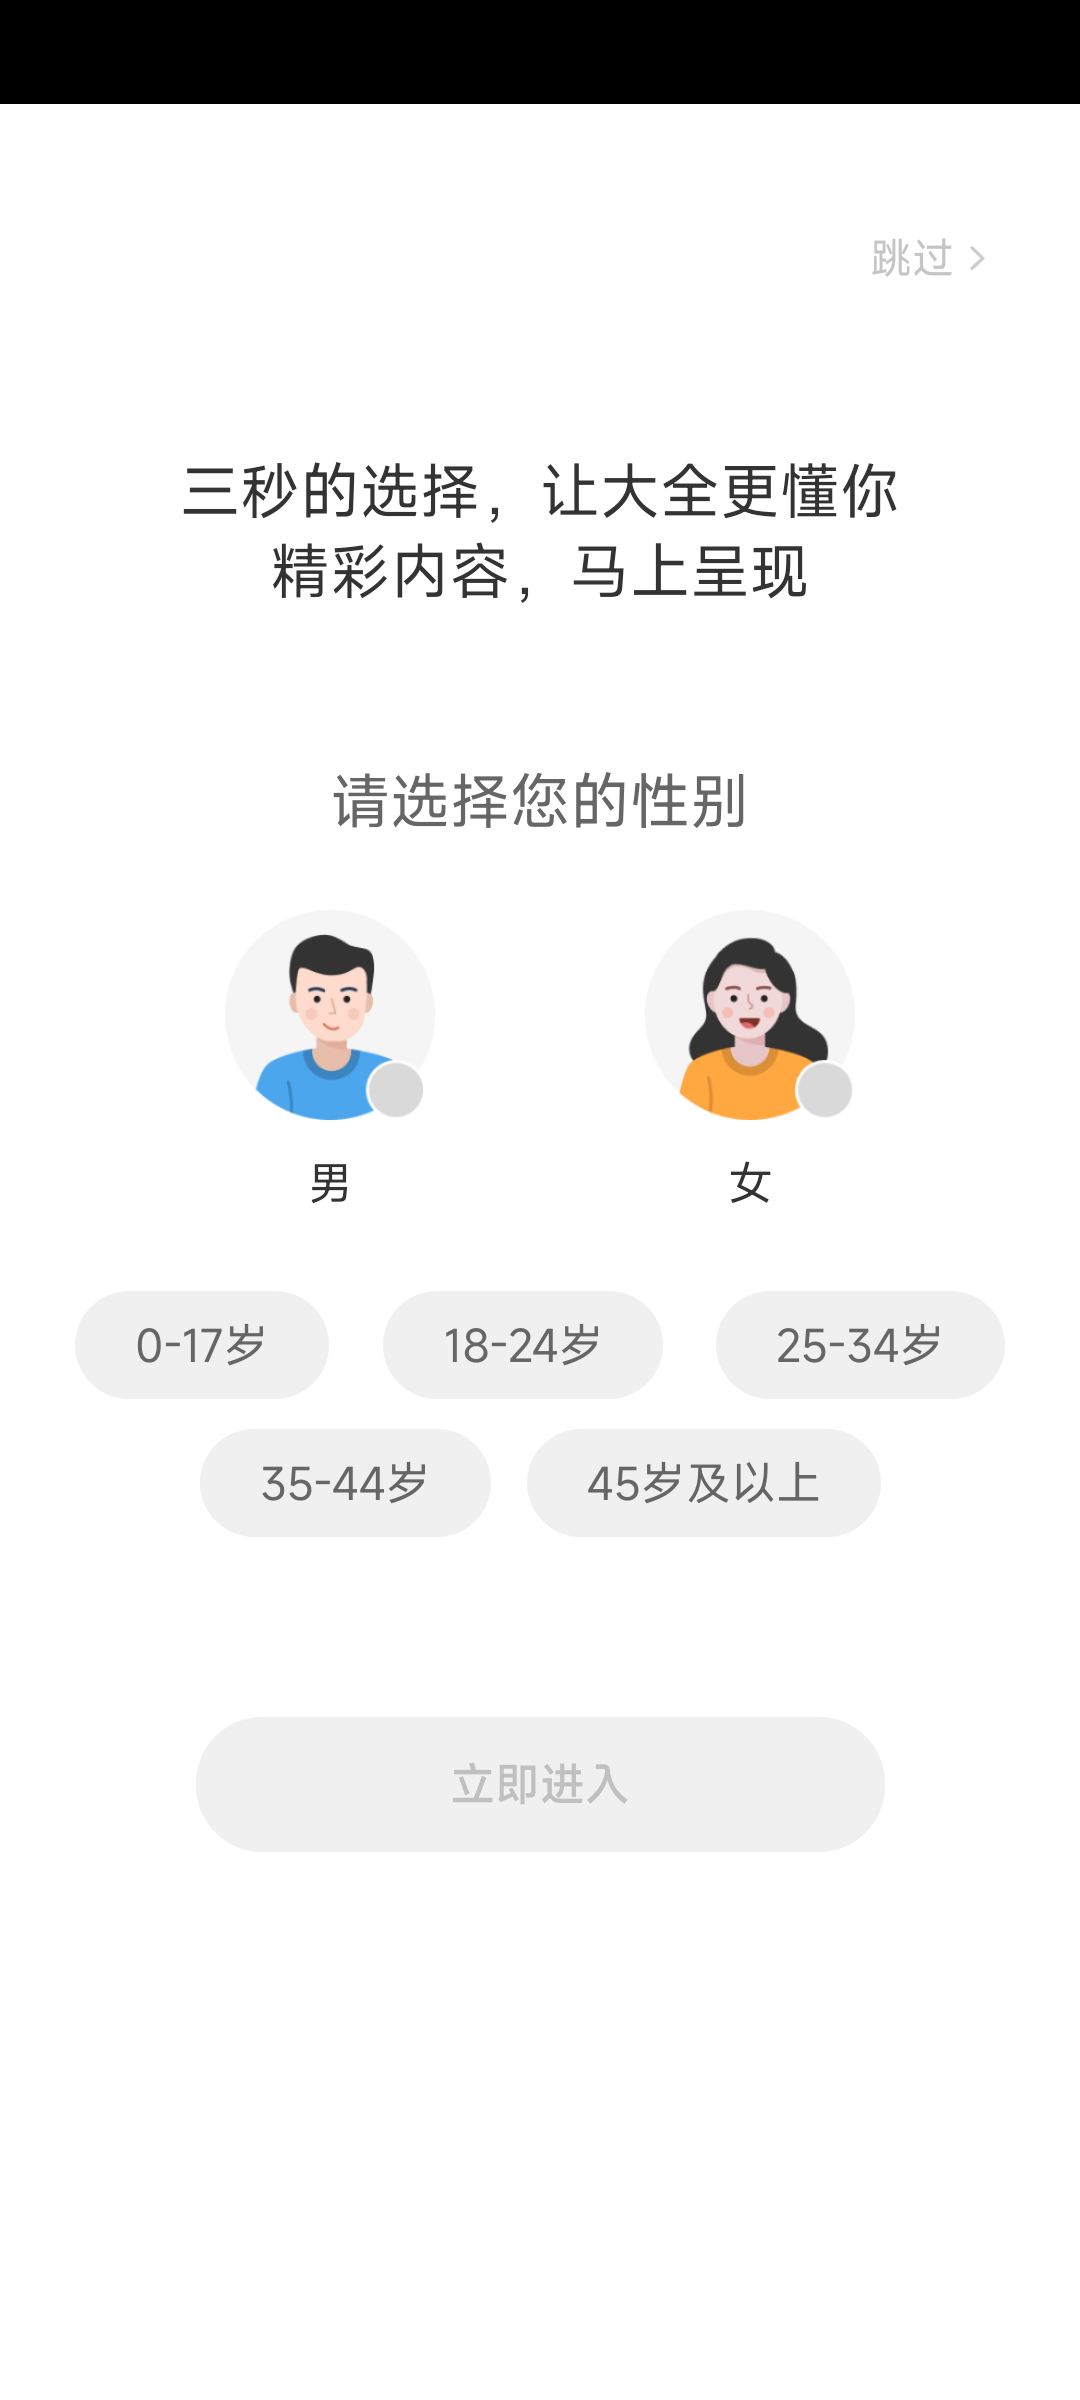 跳过
三秒的选择，让大全更懂你
精彩内容，马上呈现
请选择您的性别
男 女
0-17岁 18-24岁 25-34岁
35-44岁 45岁及以上
立即进入